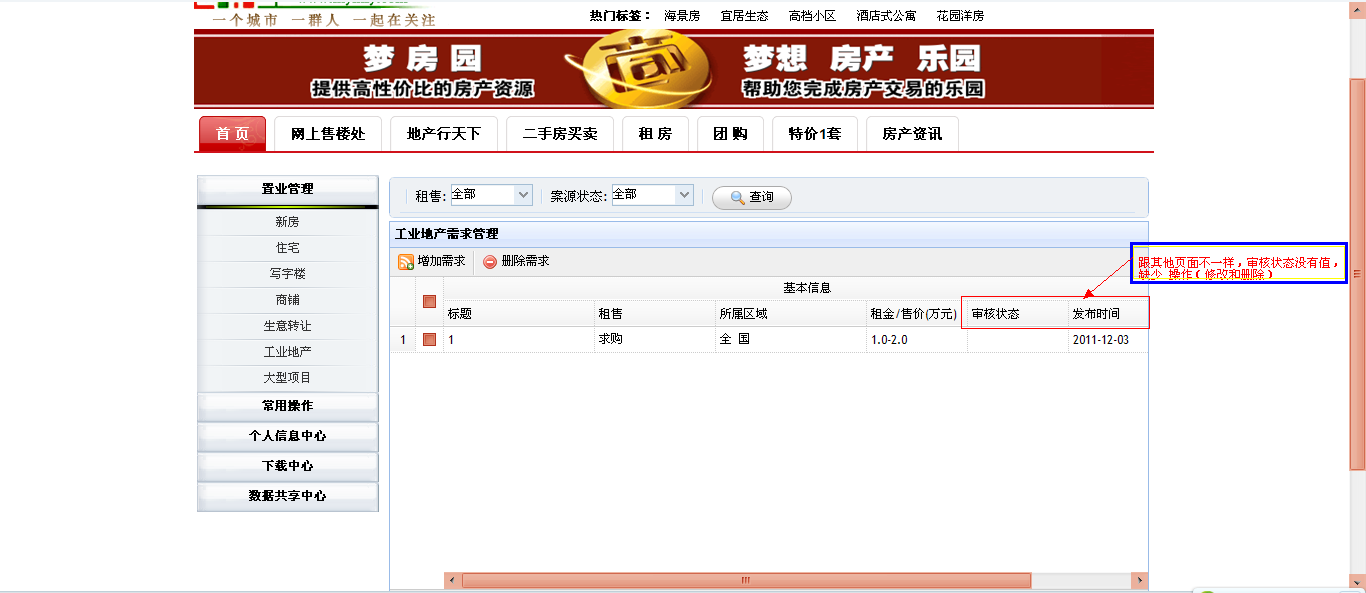 一个城市 一群人 一起在关注
热门标签： 海景房 宜居生态 高档小区 酒店式公寓 花园洋房
梦 房 园
提供高性价比的房产资源
商
梦想 房产 乐园
帮助您完成房产交易的乐园
首 页 网上售楼处 地产行天下 二手房买卖 租 房 团 购 特价1套 房产资讯
置业管理
新房
住宅
写字楼
商铺
生意转让
工业地产
大型项目
常用操作
个人信息中心
下载中心
数据共享中心
租售: 全部 案源状态: 全部 查询
工业地产需求管理
增加需求 删除需求
基本信息
标题 租售 所属区域 租金/售价(万元) 审核状态 发布时间
1 1 求购 全 国 1.0-2.0 2011-12-03
跟其他页面不一样，审核状态没有值，
缺少 操作（修改和删除）